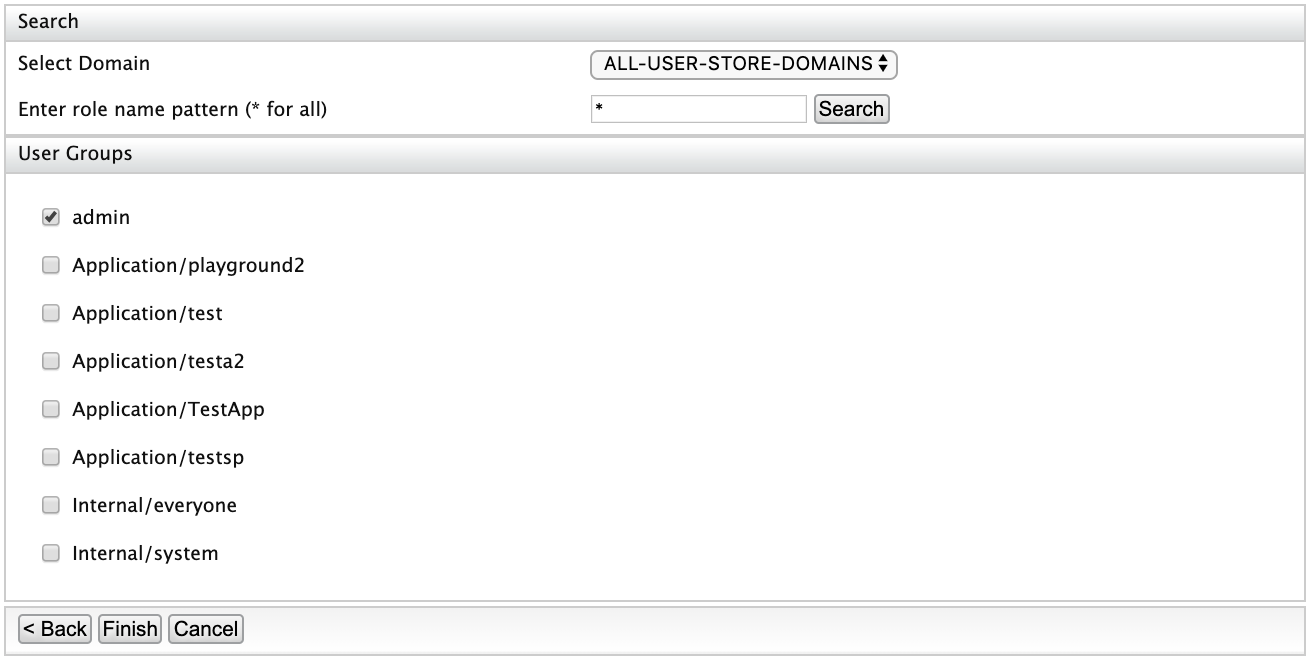 Search
Select Domain ALL-USER-STORE-DOMAINS
Enter role name pattern (* for all) * Search
User Groups
admin
Application/playground2
Application/test
Application/testa2
Application/TestApp
Application/testsp
Internal/everyone
Internal/system
< Back Finish Cancel